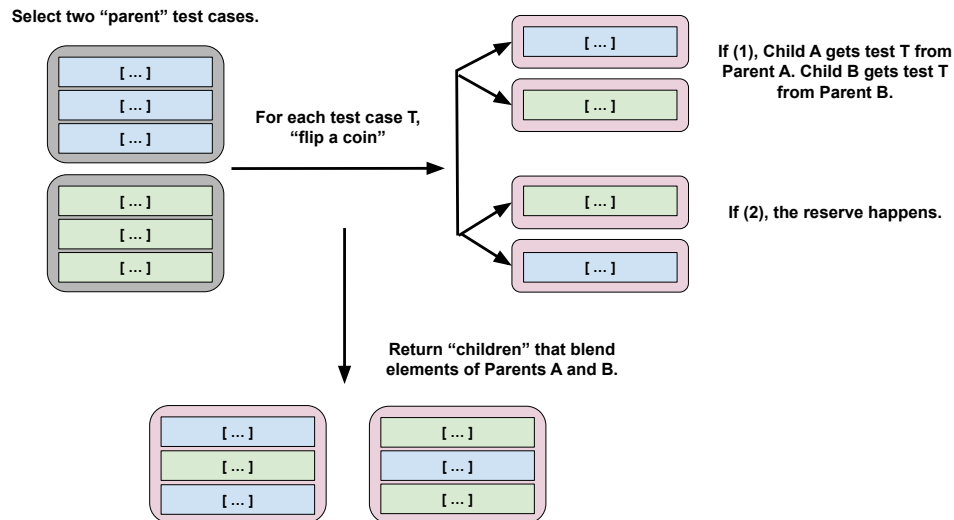 Select two “parent” test cases.
[ ... ]
[ ... ]
[ ... ]
[ ... ]
[ ... ]
[ ... ]
For each test case T,
“flip a coin”
[ ... ]
[ ... ]
[ ... ]
[ ... ]
If (1), Child A gets test T from
Parent A. Child B gets test T
from Parent B.
If (2), the reserve happens.
Return “children” that blend
elements of Parents A and B.
[ ... ]
[ ... ]
[ ... ]
[ ... ]
[ ... ]
[ ... ]